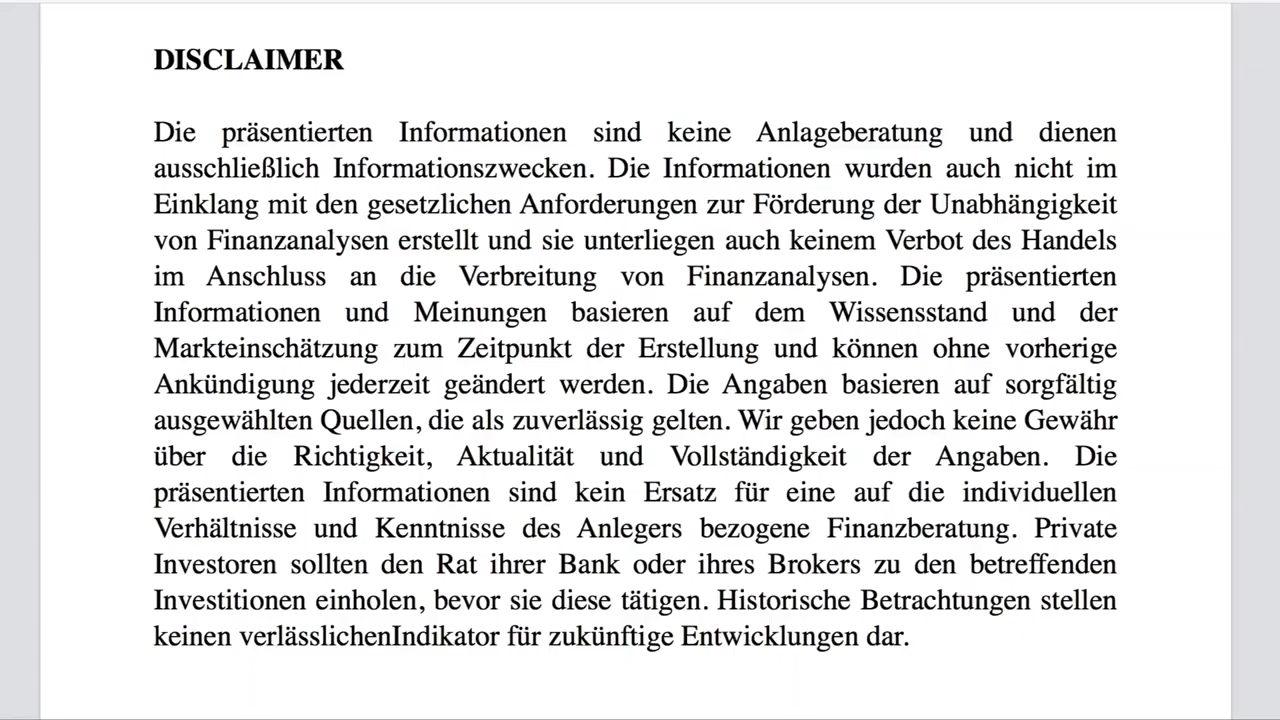 DISCLAIMER
Die präsentierten Informationen sind keine Anlageberatung und dienen
ausschließlich Informationszwecken. Die Informationen wurden auch nicht im
Einklang mit den gesetzlichen Anforderungen zur Förderung der Unabhängigkeit
von Finanzanalysen erstellt und sie unterliegen auch keinem Verbot des Handels
im Anschluss an die Verbreitung von Finanzanalysen. Die präsentierten
Informationen und Meinungen basieren auf dem Wissensstand und der
Markteinschätzung zum Zeitpunkt der Erstellung und können ohne vorherige
Ankündigung jederzeit geändert werden. Die Angaben basieren auf sorgfältig
ausgewählten Quellen, die als zuverlässig gelten. Wir geben jedoch keine Gewähr
über die Richtigkeit, Aktualität und Vollständigkeit der Angaben. Die
präsentierten Informationen sind kein Ersatz für eine auf die individuellen
Verhältnisse und Kenntnisse des Anlegers bezogene Finanzberatung. Private
Investoren sollten den Rat ihrer Bank oder ihres Brokers zu den betreffenden
Investitionen einholen, bevor sie diese tätigen. Historische Betrachtungen stellen
keinen verlässlichenIndikator für zukünftige Entwicklungen dar.